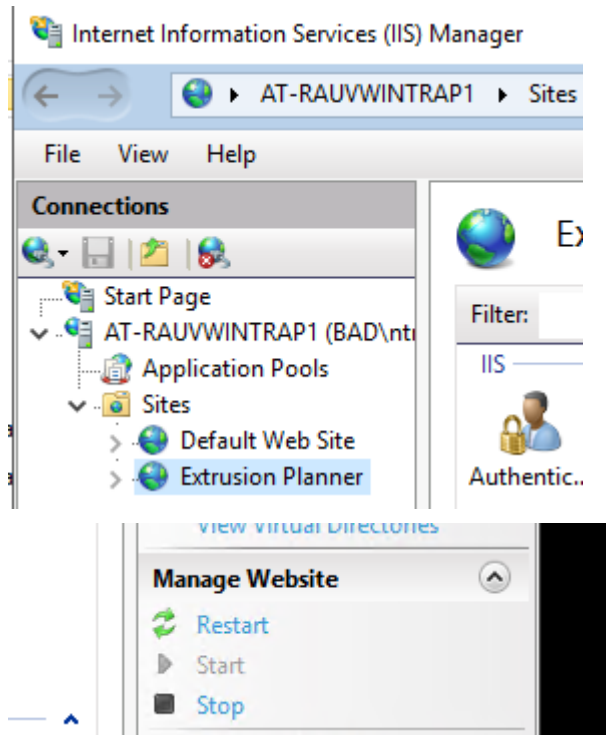 Internet Information Services (IIS) Manager
AT-RAUVWINTRAP1 Sites
File View Help
Connections
Ex
Start Page
Filter:
AT-RAUVWINTRAP1 (BAD\ntr
IIS
Application Pools
Sites
Default Web Site
Extrusion Planner
Authentic...
View Virtual Directories
Manage Website
Restart
Start
Stop